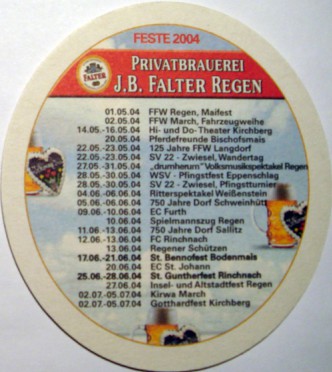 FESTE 2004
FALTER
PRIVATBRAUEREI
J.B. FALTER REGEN
01.05.04 FFW Regen, Maifest
02.05.04 FFW March, Fahrzeugweihe
14.05.-16.05.04 Hi- und Do-Theater Kirchberg
20.05.04 Pferdefreunde Bischofsmais
22.05.-23.05.04 125 Jahre FFW Langdorf
22.05.-23.05.04 SV 22 - Zwiesel, Wandertag
27.05.-31.05.04 „drumherum" Volksmusikspektakel Regen
28.05.-30.05.04 WSV - Pfingstfest Eppenschlag
28.05.-30.05.04 SV 22 - Zwiesel, Pfingstturnier
04.06.-06.06.04 Ritterspektakel Weißenstein
05.06.-06.06.04 750 Jahre Dorf Schweinhütt
09.06.-10.06.04 EC Furth
10.06.04 Spielmannszug Regen
11.06.-13.06.04 750 Jahre Dorf Sallitz
12.06.-13.06.04 FC Rinchnach
13.06.04 Regener Schützen
17.06.-21.06.04 St. Bennofest Bodenmais
20.06.04 EC St. Johann
25.06.-28.06.04 St. Guntherfest Rinchnach
27.06.04 Insel- und Altstadtfest Regen
02.07.-05.07.04 Kirwa March
02.07.-05.07.04 Gotthardfest Kirchberg